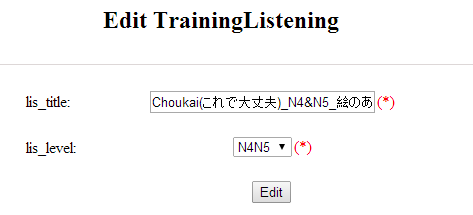 Edit TrainingListening
lis_title: Choukai(これで大丈夫)_N4&N5_絵のあ (*)
lis_level: N4N5 (*)
Edit